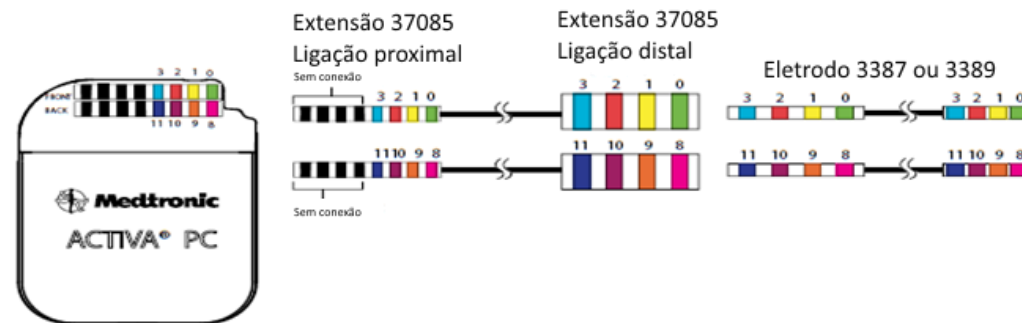 3 2 1 0
FRONT
BACK
11 10 9 8
Medtronic
ACTIVA® PC
Extensão 37085
Ligação proximal
Sem conexão
3 2 1 0
11 10 9 8
Sem conexão
Extensão 37085
Ligação distal
3 2 1 0
11 10 9 8
Eletrodo 3387 ou 3389
3 2 1 0
3 2 1 0
11 10 9 8
11 10 9 8